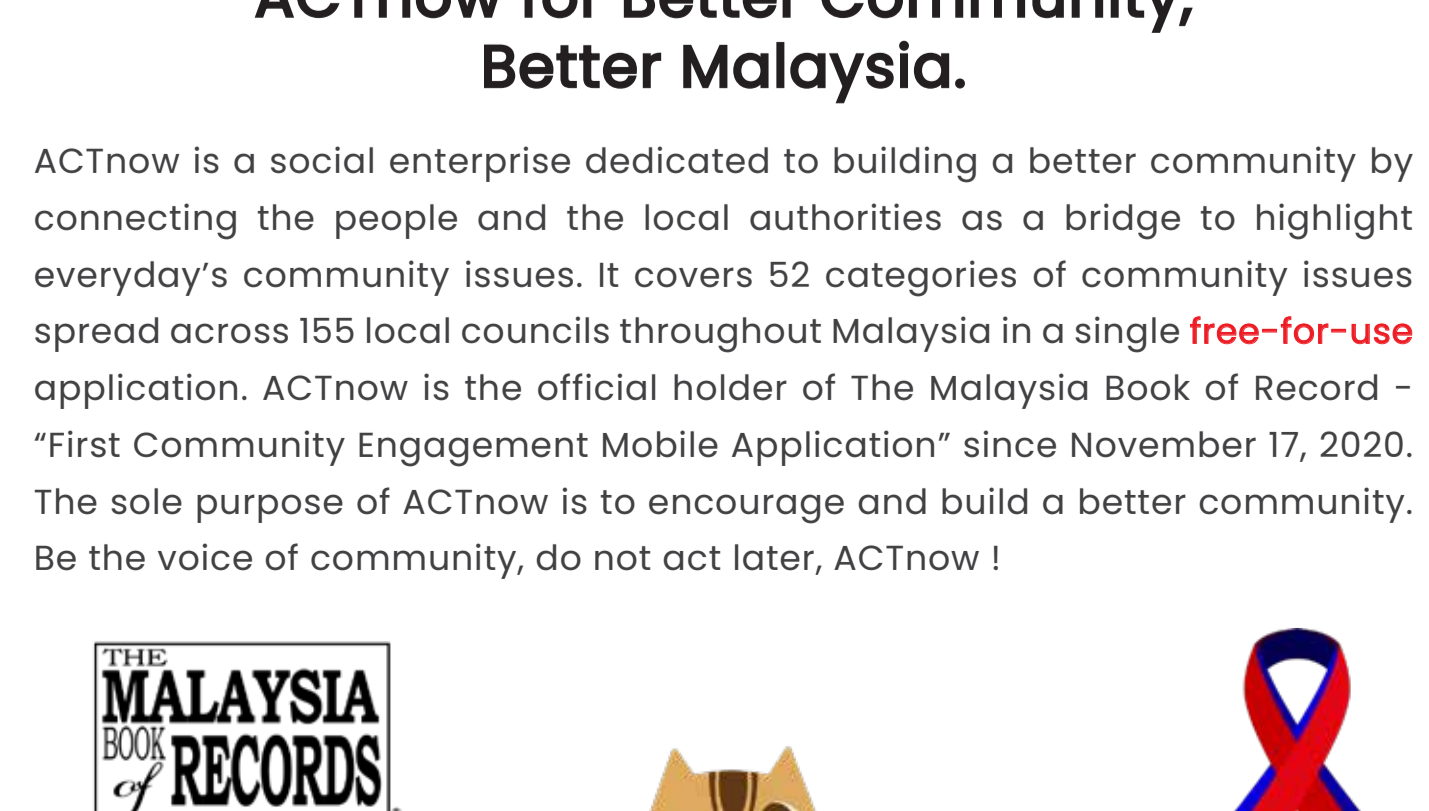 ACTnow for Better Community,
Better Malaysia.
ACTnow is a social enterprise dedicated to building a better community by
connecting the people and the local authorities as a bridge to highlight
everyday’s community issues. It covers 52 categories of community issues
spread across 155 local councils throughout Malaysia in a single free-for-use
application. ACTnow is the official holder of The Malaysia Book of Record -
“First Community Engagement Mobile Application” since November 17, 2020.
The sole purpose of ACTnow is to encourage and build a better community.
Be the voice of community, do not act later, ACTnow !
THE
MALAYSIA
BOOK
of RECORDS